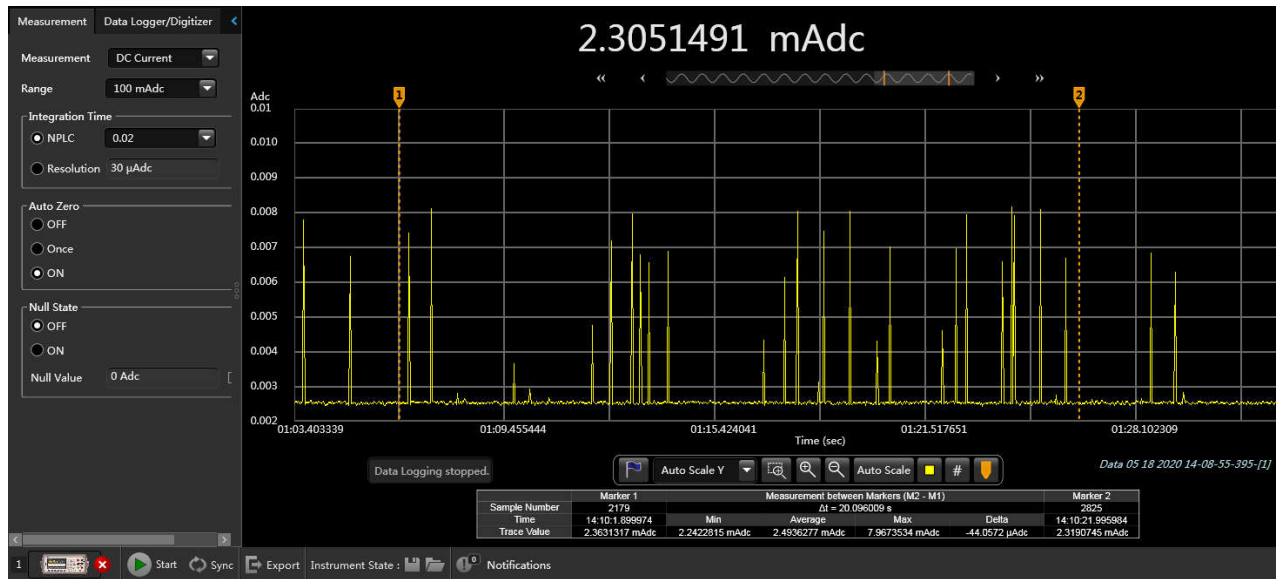 Measurement Data Logger/Digitizer
2.3051491 mAdc
Measurement DC Current
Range 100 mAdc
Integration Time
NPLC 0.02
Resolution 30 µAdc
Auto Zero
OFF
Once
ON
Null State
OFF
ON
Null Value 0 Adc
1 2
Adc
0.01
0.010
0.009
0.008
0.007
0.006
0.005
0.004
0.003
0.002
01:03.403339 01:09.455444 01:15.424041 01:21.517651 01:28.102309
Time (sec)
Data Logging stopped. Auto Scale Y Auto Scale # Data 05 18 2020 14-08-55-395-[1]
Marker 1 Measurement between Markers (M2 - M1) Marker 2
Sample Number 2179 Δt = 20.096009 s 2825
Time 14:10:1.899974 Min Average Max Delta 14:10:21.995984
Trace Value 2.3631317 mAdc 2.2422815 mAdc 2.4936277 mAdc 7.9673534 mAdc -44.0572 µAdc 2.3190745 mAdc
1 Start Sync Export Instrument State : 0 Notifications